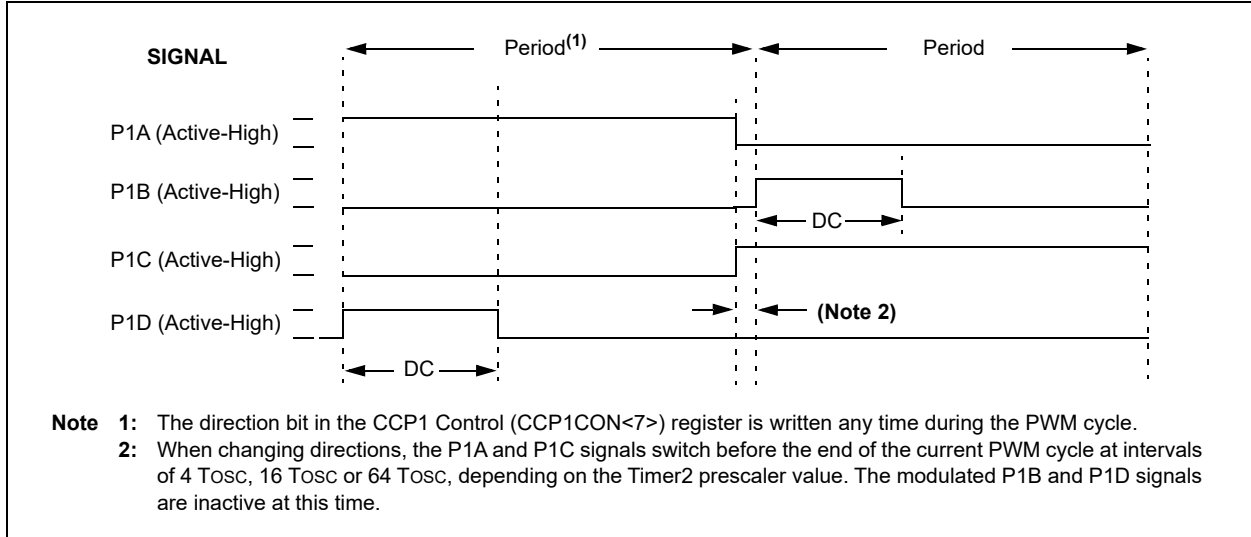 SIGNAL
Period(1)
Period
P1A (Active-High)
P1B (Active-High)
DC
P1C (Active-High)
P1D (Active-High)
(Note 2)
DC
Note 1: The direction bit in the CCP1 Control (CCP1CON<7>) register is written any time during the PWM cycle.
2: When changing directions, the P1A and P1C signals switch before the end of the current PWM cycle at intervals
of 4 TOSC, 16 TOSC or 64 TOSC, depending on the Timer2 prescaler value. The modulated P1B and P1D signals
are inactive at this time.